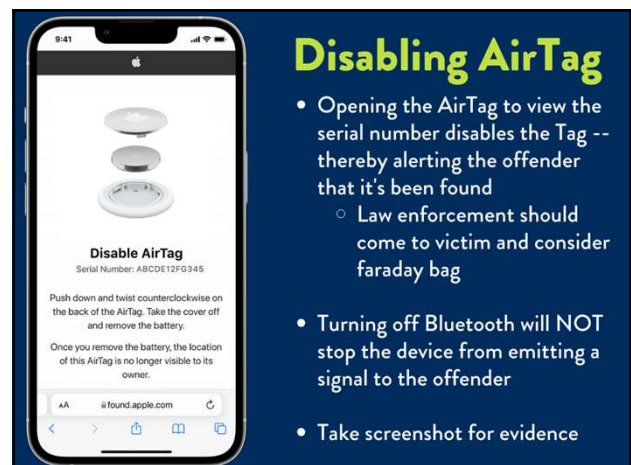 9:41
Disable AirTag
Serial Number: ABCDE12FG345
Push down and twist counterclockwise on
the back of the AirTag. Take the cover off
and remove the battery.
Once you remove the battery, the location
of this AirTag is no longer visible to its
owner.
AA
found.apple.com
Disabling AirTag
• Opening the AirTag to view the
serial number disables the Tag --
thereby alerting the offender
that it's been found
○ Law enforcement should
come to victim and consider
faraday bag
• Turning off Bluetooth will NOT
stop the device from emitting a
signal to the offender
• Take screenshot for evidence